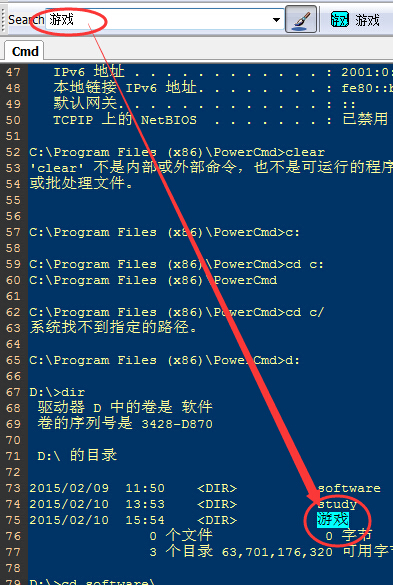 Search 游戏 游戏
Cmd
47 IPv6 地址 . . . . . . . . . . . . : 2001:0:
48 本地链接 IPv6 地址. . . . . . . . : fe80::b
49 默认网关. . . . . . . . . . . . . : ::
50 TCPIP 上的 NetBIOS . . . . . . . : 已禁用
51
52 C:\Program Files (x86)\PowerCmd>clear
53 'clear' 不是内部或外部命令，也不是可运行的程序
54 或批处理文件。
55
56
57 C:\Program Files (x86)\PowerCmd>c:
58
59 C:\Program Files (x86)\PowerCmd>cd c:
60 C:\Program Files (x86)\PowerCmd
61
62 C:\Program Files (x86)\PowerCmd>cd c/
63 系统找不到指定的路径。
64
65 C:\Program Files (x86)\PowerCmd>d:
66
67 D:\>dir
68 驱动器 D 中的卷是 软件
69 卷的序列号是 3428-D870
70
71 D:\ 的目录
72
73 2015/02/09 11:50 <DIR> software
74 2015/02/10 13:53 <DIR> study
75 2015/02/10 15:54 <DIR> 游戏
76 0 个文件 0 字节
77 3 个目录 63,701,176,320 可用字节
78
79 D:\>cd software\